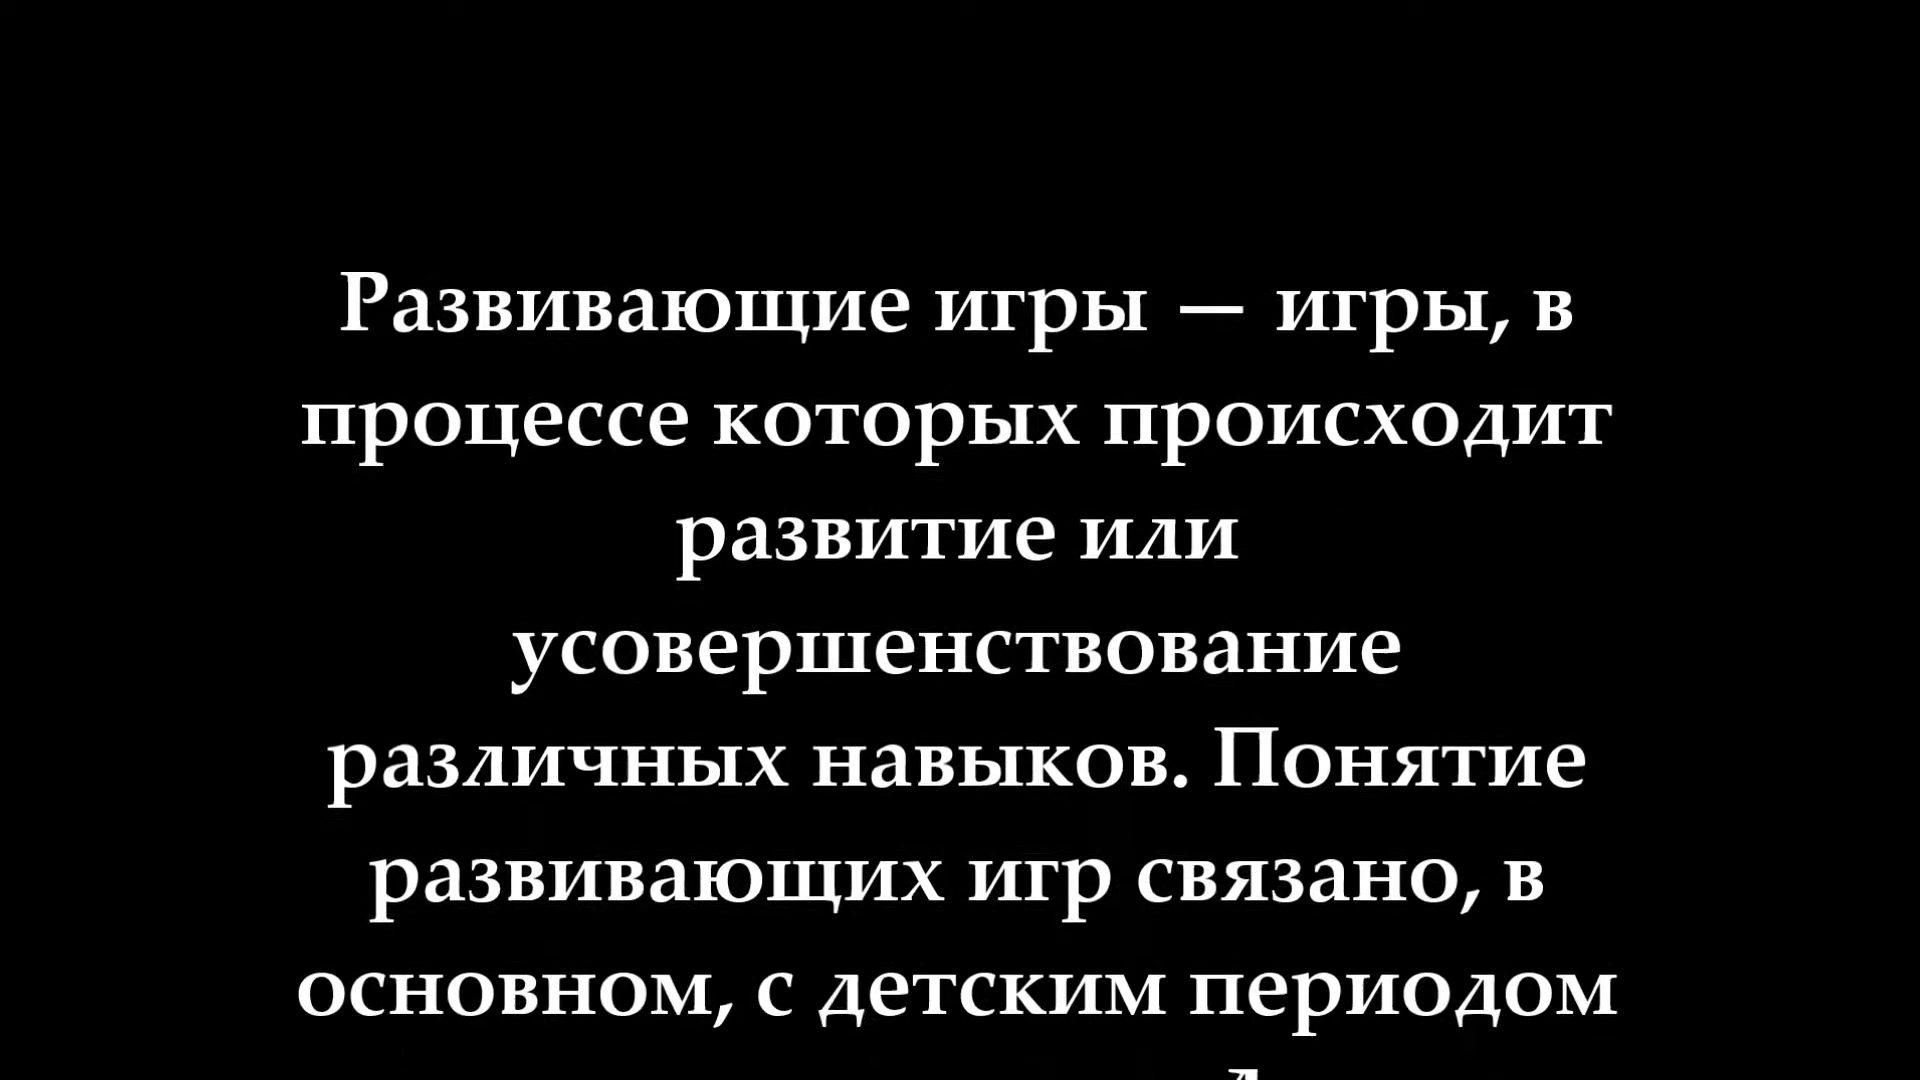 Развивающие игры — игры, в
процессе которых происходит
развитие или
усовершенствование
различных навыков. Понятие
развивающих игр связано, в
основном, с детским периодом